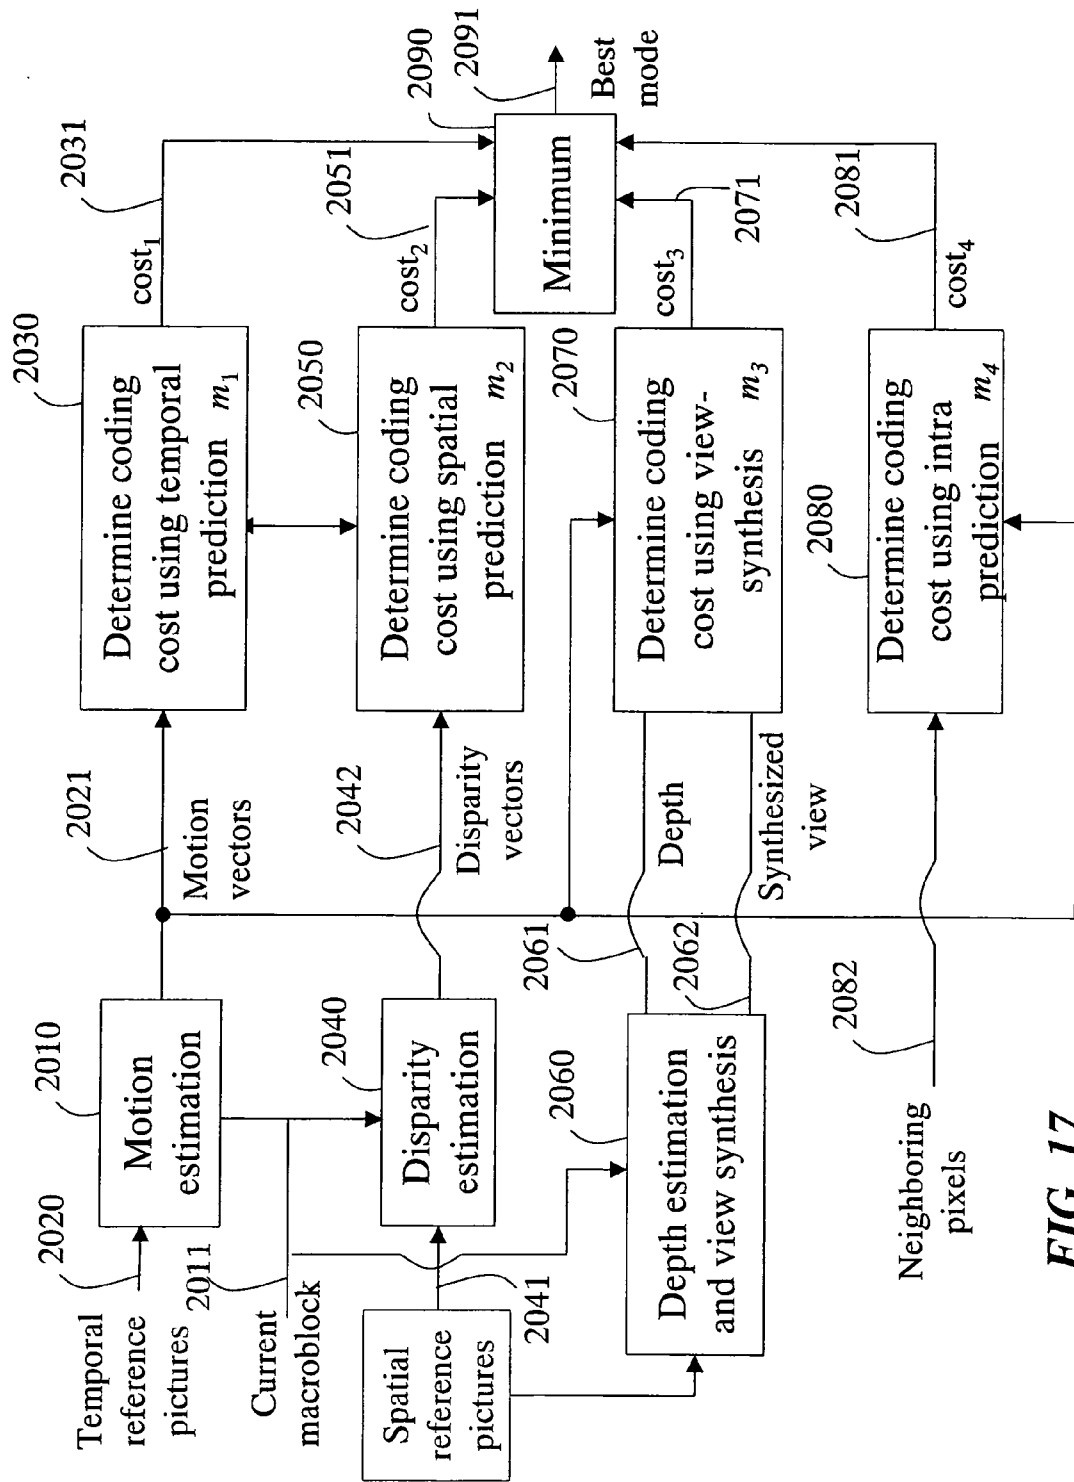 Temporal
reference
pictures
2020
2010
Motion
estimation
2021
Motion
vectors
2030
Determine coding
cost using temporal
prediction m1
cost1
2031
2011
Current
macroblock
2040
Disparity
estimation
2042
Disparity
vectors
2050
Determine coding
cost using spatial
prediction m2
cost2
2051
2090
2091
Minimum
Best
mode
Spatial
reference
pictures
2041
2060
Depth estimation
and view synthesis
2061
2062
Depth
Synthesized
view
2070
Determine coding
cost using view-
synthesis m3
cost3
2071
Neighboring
pixels
2082
2080
Determine coding
cost using intra
prediction m4
cost4
2081
FIG. 17